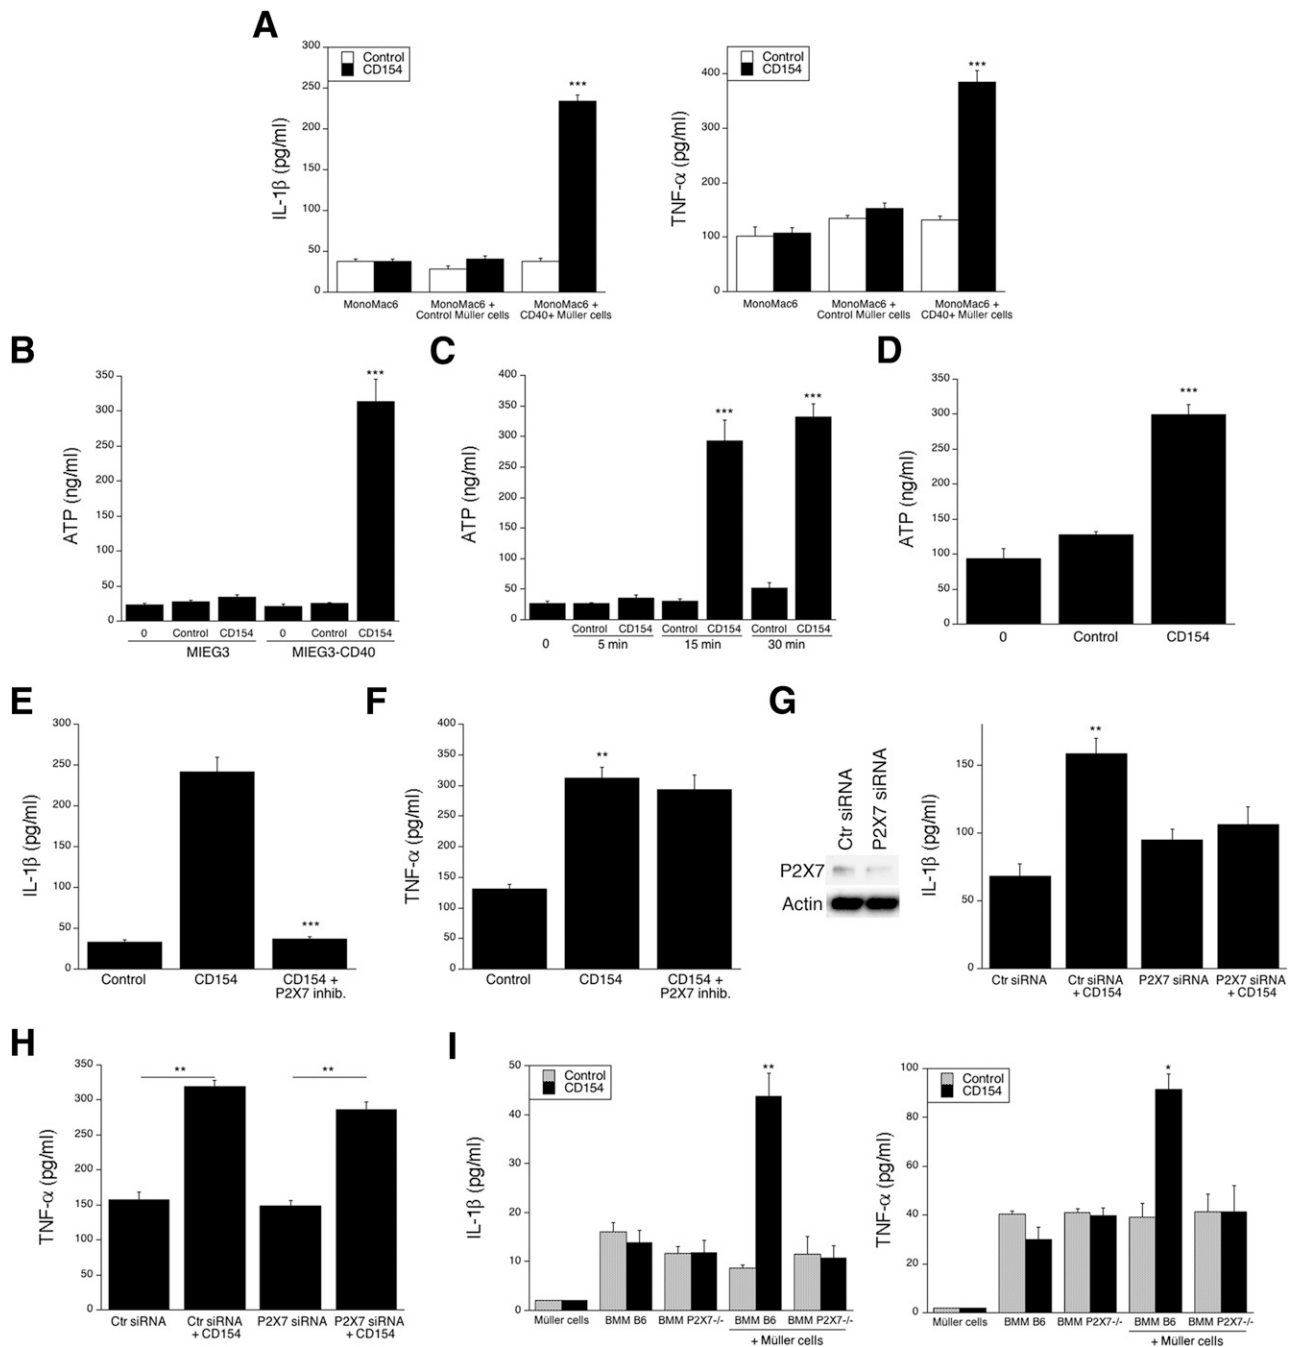 A
300
250
200
150
100
50
0
IL-1β (pg/ml)
Control
CD154
***
MonoMac6
MonoMac6 +
Control Müller cells
MonoMac6 +
CD40+ Müller cells
400
300
200
100
0
TNF-α (pg/ml)
Control
CD154
***
MonoMac6
MonoMac6 +
Control Müller cells
MonoMac6 +
CD40+ Müller cells
B
350
300
250
200
150
100
50
0
ATP (ng/ml)
***
0 Control CD154 0 Control CD154
MIEG3 MIEG3-CD40
C
400
350
300
250
200
150
100
50
0
ATP (ng/ml)
*** ***
Control CD154 Control CD154 Control CD154
0 5 min 15 min 30 min
D
350
300
250
200
150
100
50
0
ATP (ng/ml)
***
0 Control CD154
E
300
250
200
150
100
50
0
IL-1β (pg/ml)
***
Control CD154 CD154 +
P2X7 inhib.
F
400
350
300
250
200
150
100
50
0
TNF-α (pg/ml)
**
Control CD154 CD154 +
P2X7 inhib.
G
Ctr siRNA
P2X7 siRNA
P2X7
Actin
150
100
50
0
IL-1β (pg/ml)
**
Ctr siRNA Ctr siRNA P2X7 siRNA P2X7 siRNA
+ CD154 + CD154
H
350
300
250
200
150
100
50
0
TNF-α (pg/ml)
** **
Ctr siRNA Ctr siRNA P2X7 siRNA P2X7 siRNA
+ CD154 + CD154
I
50
40
30
20
10
0
IL-1β (pg/ml)
Control
CD154
**
Müller cells BMM B6 BMM P2X7-/- BMM B6 BMM P2X7-/-
+ Müller cells
100
80
60
40
20
0
TNF-α (pg/ml)
Control
CD154
*
Müller cells BMM B6 BMM P2X7-/- BMM B6 BMM P2X7-/-
+ Müller cells